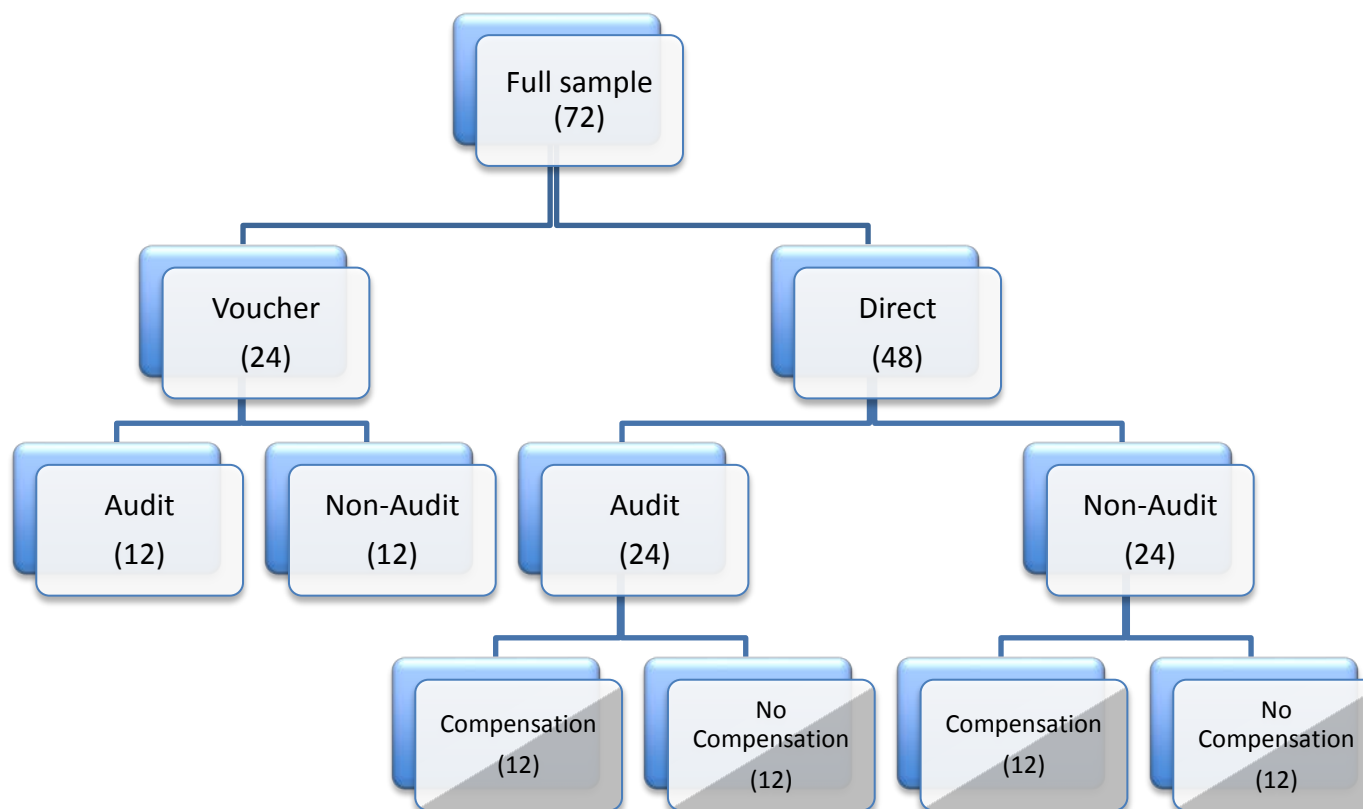 Full sample
(72)
Voucher
(24)
Direct
(48)
Audit
(12)
Non-Audit
(12)
Audit
(24)
Non-Audit
(24)
Compensation
(12)
No
Compensation
(12)
Compensation
(12)
No
Compensation
(12)